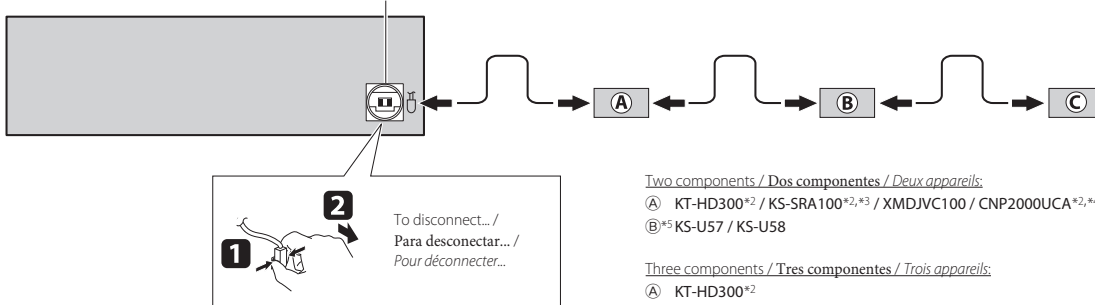 Ⓐ
Ⓑ
Ⓒ
1
2
To disconnect... /
Para desconectar... /
Pour déconnecter...
Two components / Dos componentes / Deux appareils:
Ⓐ KT-HD300*2 / KS-SRA100*2,*3 / XMDJVC100 / CNP2000UCA*2,*4
Ⓑ*5 KS-U57 / KS-U58
Three components / Tres componentes / Trois appareils:
Ⓐ KT-HD300*2